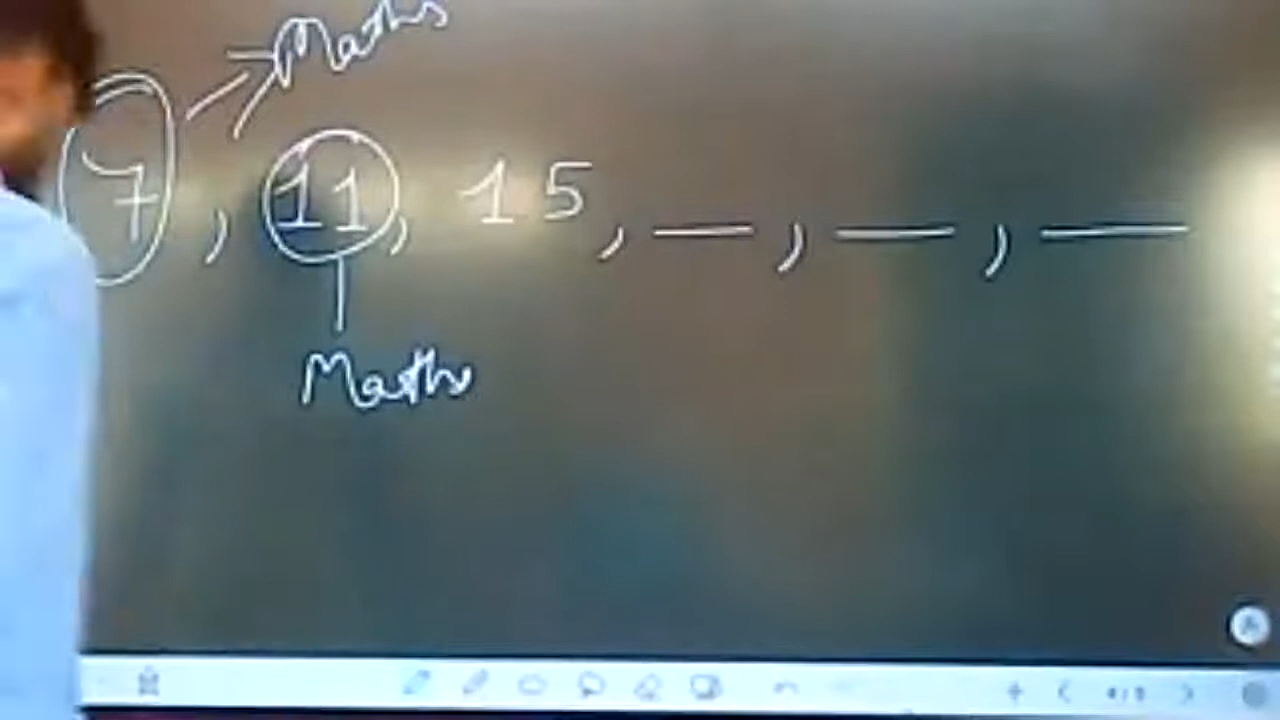 Maths
7, 11, 15, __, __, __
Maths